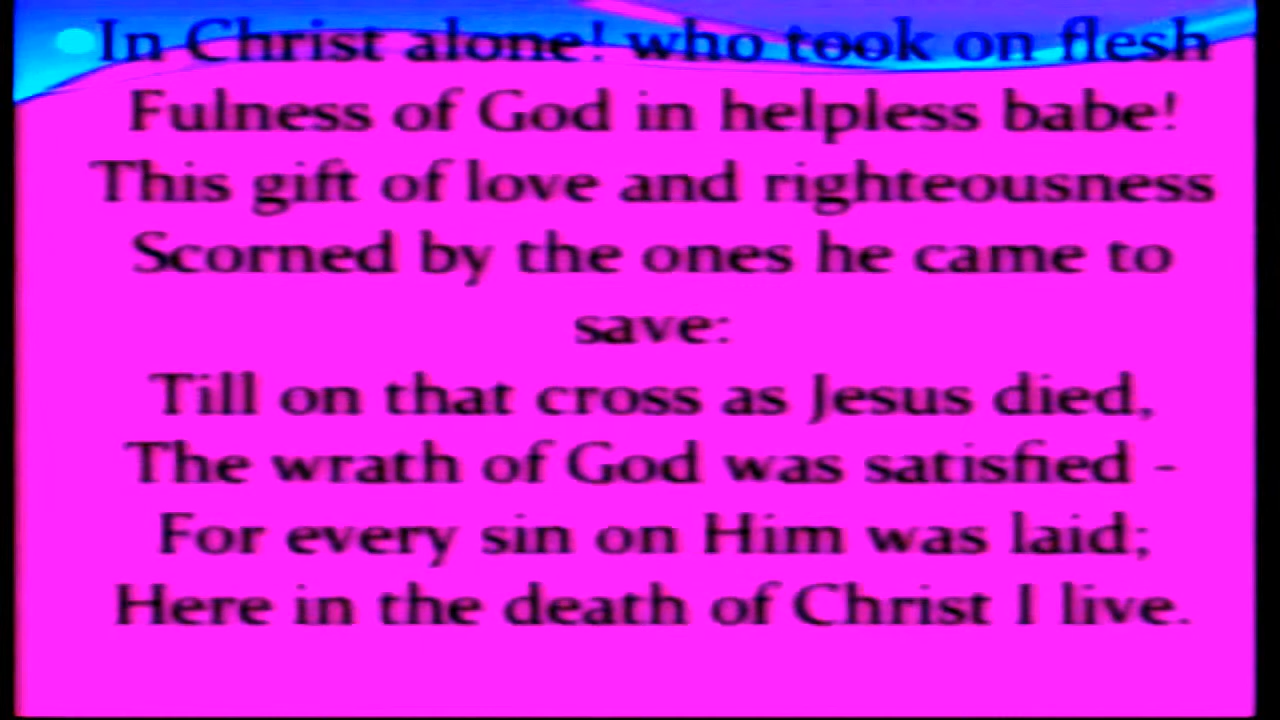 In Christ alone! who took on flesh
Fulness of God in helpless babe!
This gift of love and righteousness
Scorned by the ones he came to
save:
Till on that cross as Jesus died,
The wrath of God was satisfied -
For every sin on Him was laid;
Here in the death of Christ I live.